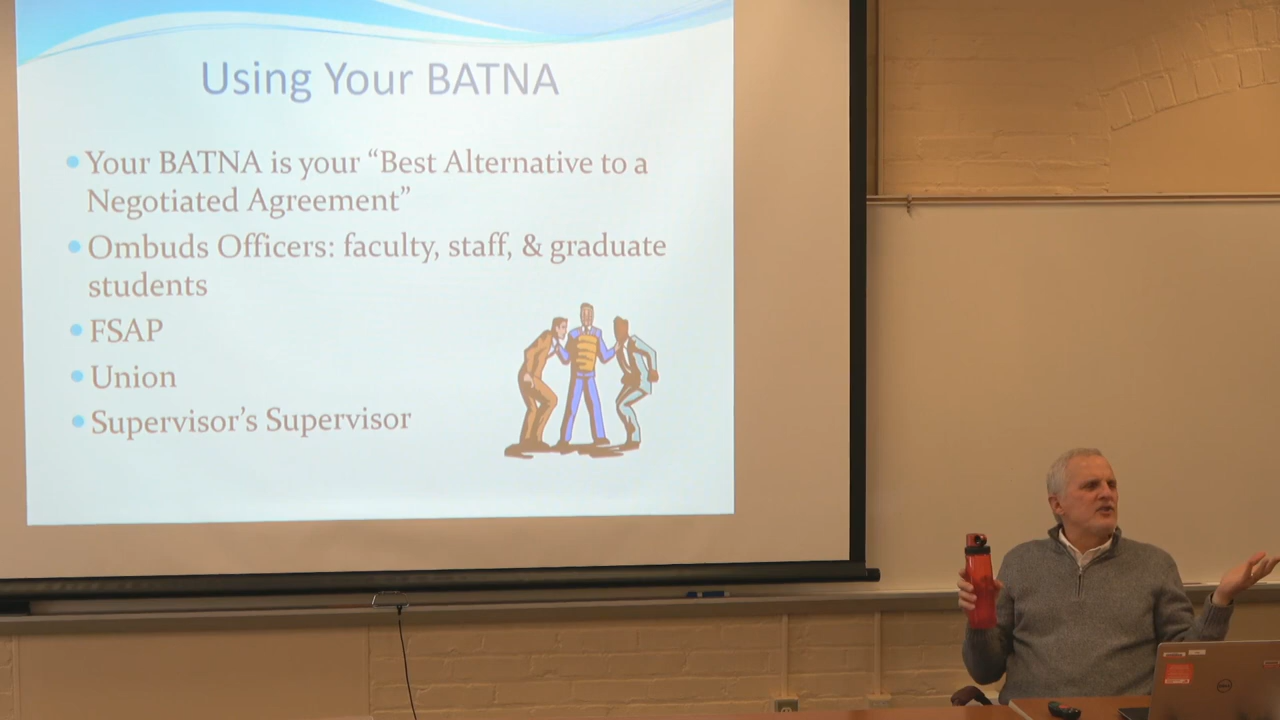 Using Your BATNA
Your BATNA is your “Best Alternative to a
Negotiated Agreement”
Ombuds Officers: faculty, staff, & graduate
students
FSAP
Union
Supervisor’s Supervisor
DELL